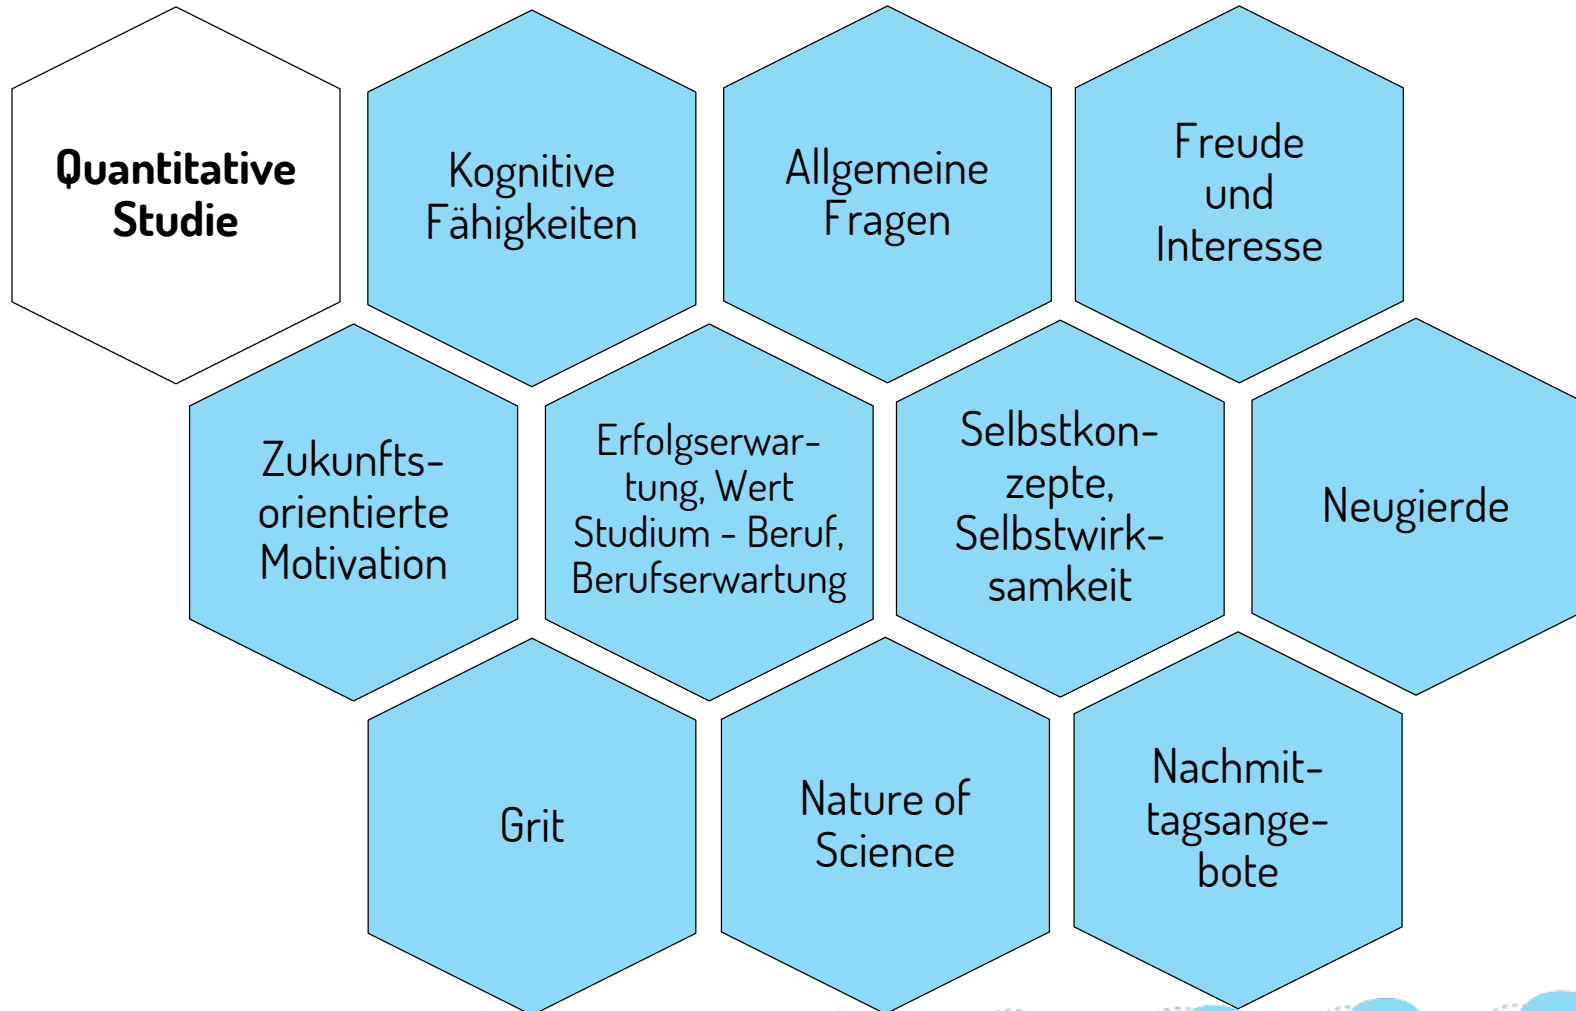 Quantitative
Studie
Kognitive
Fähigkeiten
Allgemeine
Fragen
Freude
und
Interesse
Zukunfts-
orientierte
Motivation
Erfolgserwar-
tung, Wert
Studium - Beruf,
Berufserwartung
Selbstkon-
zepte,
Selbstwirk-
samkeit
Neugierde
Grit
Nature of
Science
Nachmit-
tagsange-
bote